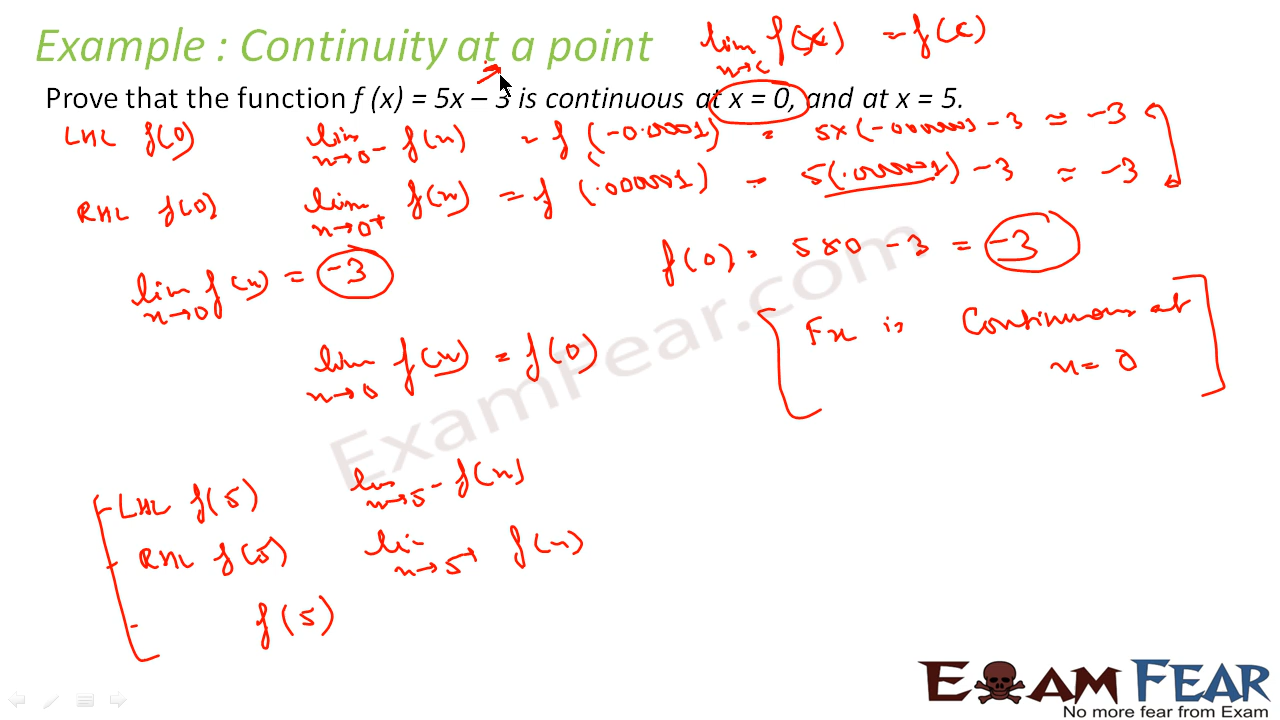 Example : Continuity at a point
lim x→c f(x) = f(c)
Prove that the function f (x) = 5x – 3 is continuous at x = 0, and at x = 5.
LHL f(0) lim x→0- f(x) = f (-0.0001) = 5x(-000001) - 3 ≈ -3
RHL f(0) lim x→0+ f(x) = f (.000001) = 5(.000001) - 3 ≈ -3
f(0) = 5x0 - 3 = -3
lim x→0 f(x) = -3
Fx is Continuous at
x = 0
lim x→0 f(x) = f(0)
LHL f(5) lim x→5- f(x)
RHL f(5) lim x→5+ f(x)
f(5)
ExamFear.com
EXAM FEAR
No more fear from Exam